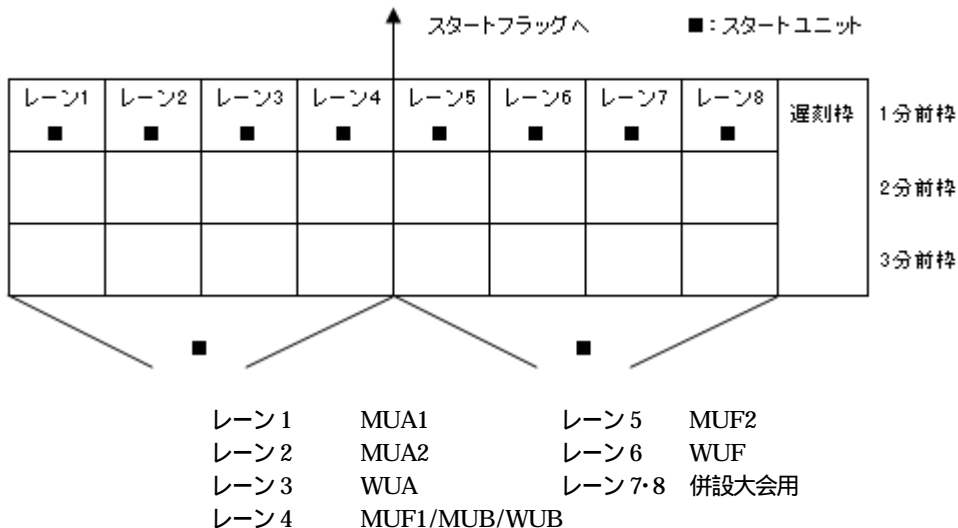 スタートフラッグへ ■:スタートユニット
レーン1 レーン2 レーン3 レーン4 レーン5 レーン6 レーン7 レーン8 遅刻枠 1分前枠
2分前枠
3分前枠
レーン1 MUA1 レーン5 MUF2
レーン2 MUA2 レーン6 WUF
レーン3 WUA レーン7・8 併設大会用
レーン4 MUF1/MUB/WUB